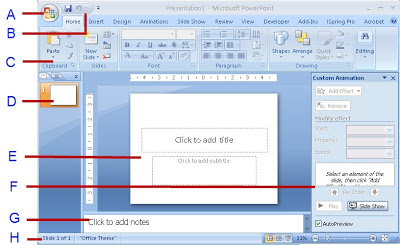 A
B
C
D
E
F
G
H
Presentation1 - Microsoft PowerPoint
Home Insert Design Animations Slide Show Review View Developer Add-Ins iSpring Pro Acrobat
Paste
New Slide
Shapes Arrange Quick Styles
Editing
Clipboard Slides Font Paragraph Drawing
1
Click to add title
Click to add subtitle
Click to add notes
Custom Animation
Add Effect
Remove
Modify effect
Start:
Property:
Speed:
Select an element of the
slide, then click "Add
Re-Order
Play Slide Show
AutoPreview
Slide 1 of 1 "Office Theme" 31%